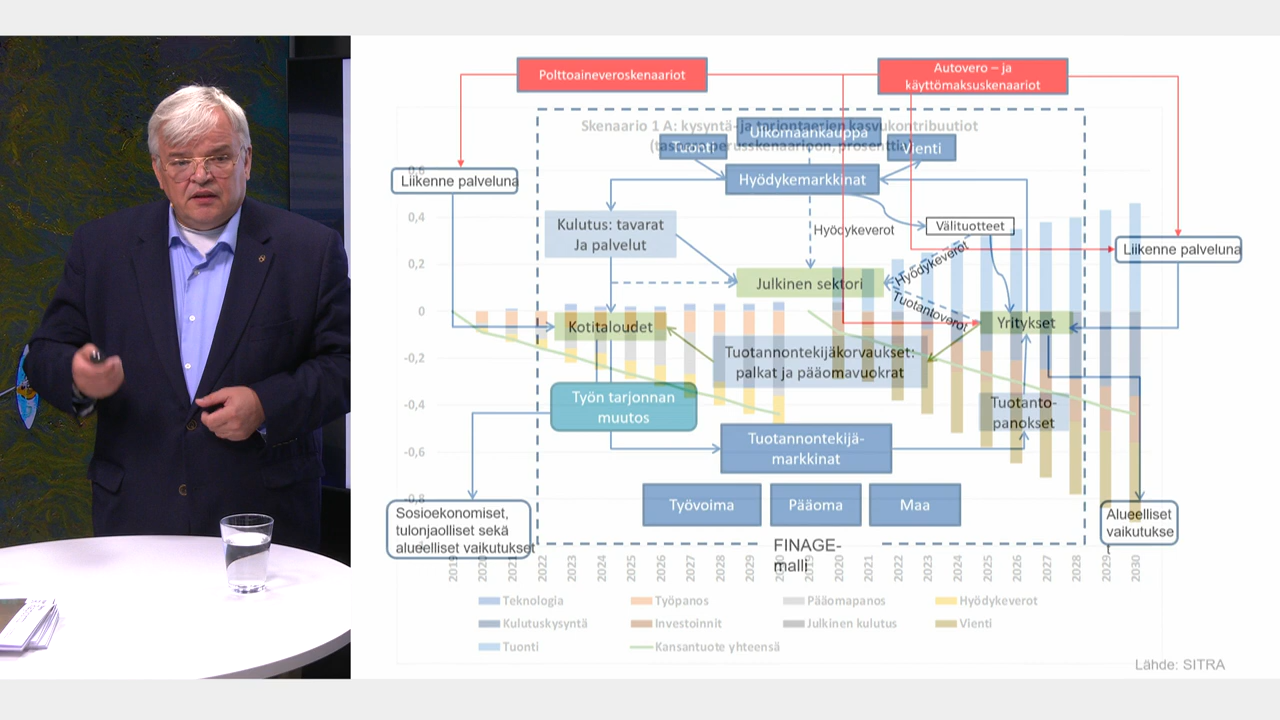 Polttoaineveroskenaariot
Autovero – ja
käyttömaksuskenaariot
Skenaario 1 A: kysyntä- ja tarjontaerien kasvukontribuutiot
Ulkomaankauppa
Tuonti
Vienti
Liikenne palveluna
Hyödykemarkkinat
0,6
Kulutus: tavarat
Ja palvelut
Hyödykeverot
Välituotteet
0,4
Liikenne palveluna
Hyödykeverot
0,2
Julkinen sektori
Tuotantoverot
0
Kotitaloudet
Yritykset
-0,2
Tuotannontekijäkorvaukset:
palkat ja pääomavuokrat
-0,4
Työn tarjonnan
muutos
Tuotanto-
panokset
-0,6
Tuotannontekijä-
markkinat
-0,8
Työvoima
Pääoma
Maa
Sosioekonomiset,
tulonjaolliset sekä
alueelliset vaikutukset
Alueelliset
vaikutukse
t
FINAGE-
malli
2019 2020 2021 2022 2023 2024 2025 2026 2027 2028 2029 2030 2019 2020 2021 2022 2023 2024 2025 2026 2027 2028 2029 2030
Teknologia Työpanos Pääomapanos Hyödykeverot
Kulutuskysyntä Investoinnit Julkinen kulutus Vienti
Tuonti Kansantuote yhteensä
Lähde: SITRA